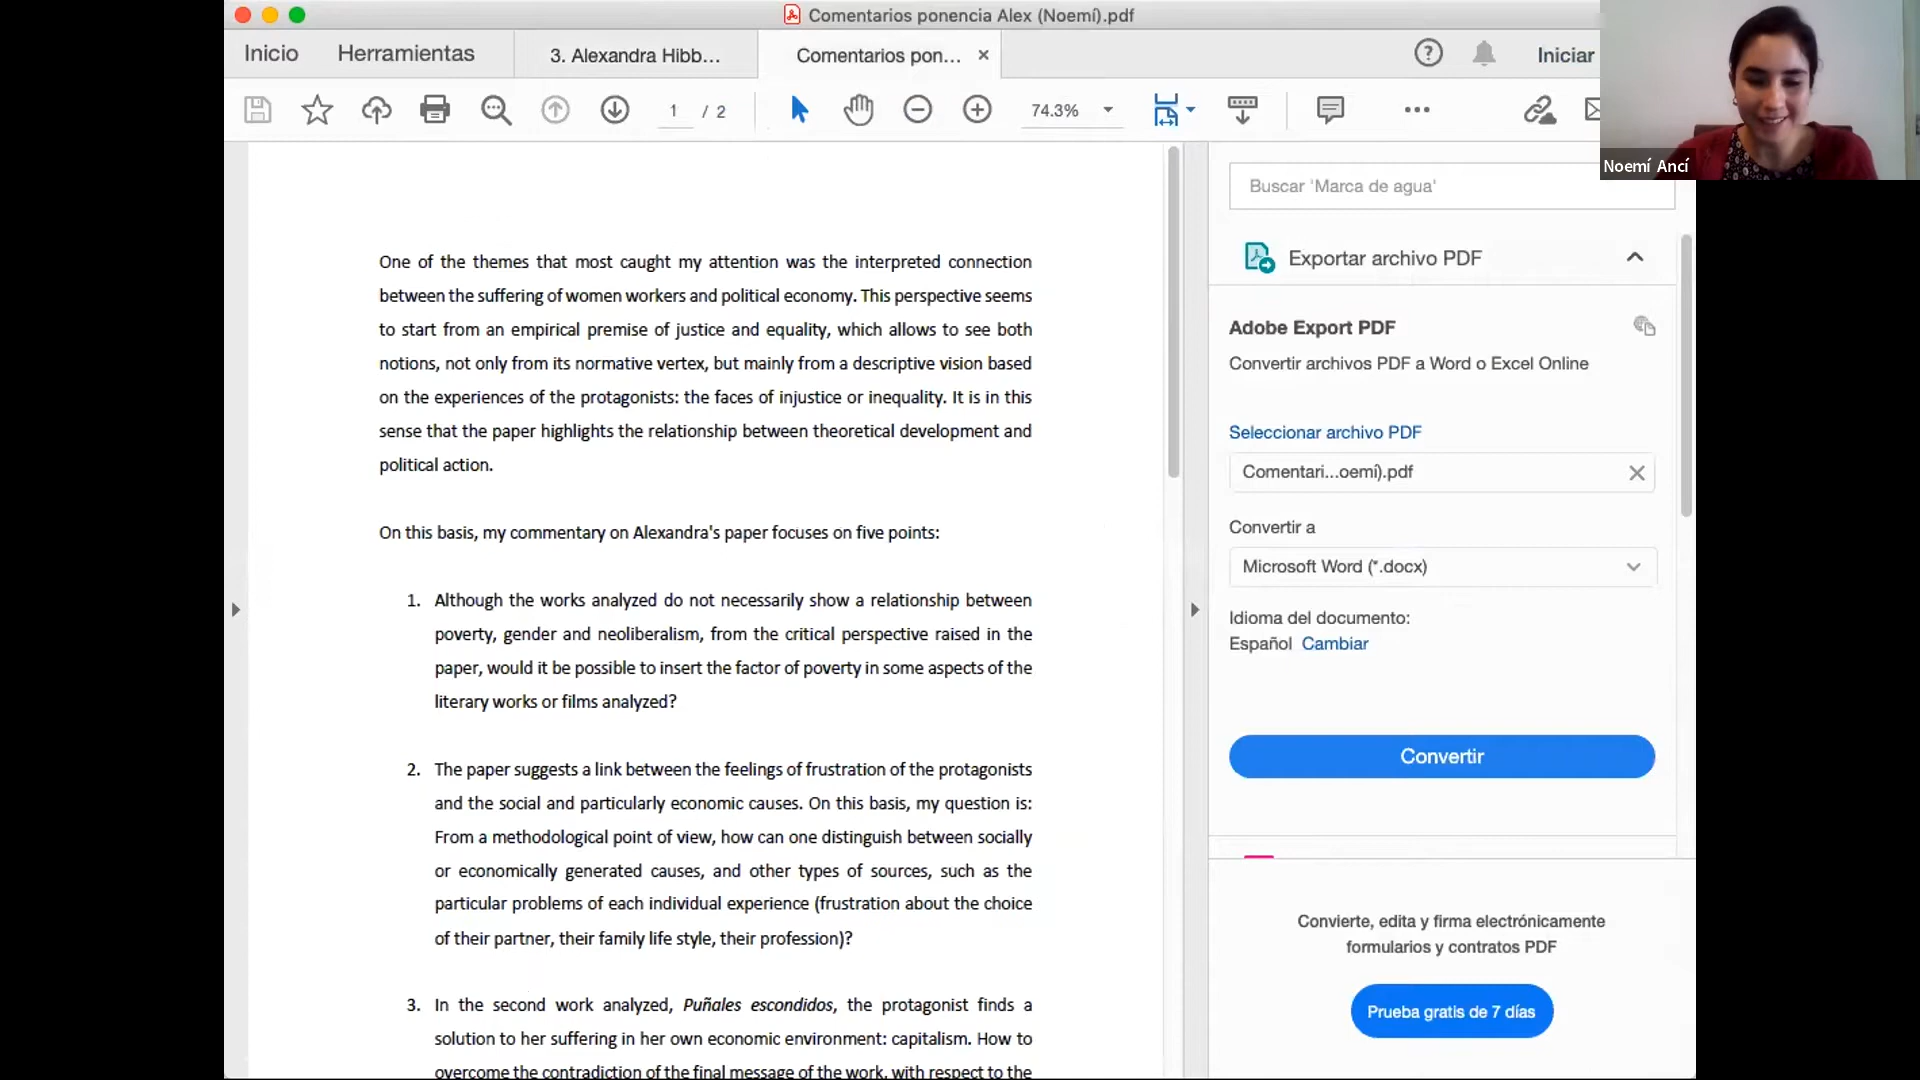 Comentarios ponencia Alex (Noemí).pdf
Inicio
Herramientas
3. Alexandra Hibb...
Comentarios pon...
Iniciar
1 / 2
74.3%
Noemí Ancí
Buscar 'Marca de agua'
Exportar archivo PDF
Adobe Export PDF
Convertir archivos PDF a Word o Excel Online
Seleccionar archivo PDF
Comentari...oemí).pdf
Convertir a
Microsoft Word (*.docx)
Idioma del documento:
Español Cambiar
Convertir
Convierte, edita y firma electrónicamente
formularios y contratos PDF
Prueba gratis de 7 días
One of the themes that most caught my attention was the interpreted connection
between the suffering of women workers and political economy. This perspective seems
to start from an empirical premise of justice and equality, which allows to see both
notions, not only from its normative vertex, but mainly from a descriptive vision based
on the experiences of the protagonists: the faces of injustice or inequality. It is in this
sense that the paper highlights the relationship between theoretical development and
political action.
On this basis, my commentary on Alexandra's paper focuses on five points:
1. Although the works analyzed do not necessarily show a relationship between
poverty, gender and neoliberalism, from the critical perspective raised in the
paper, would it be possible to insert the factor of poverty in some aspects of the
literary works or films analyzed?
2. The paper suggests a link between the feelings of frustration of the protagonists
and the social and particularly economic causes. On this basis, my question is:
From a methodological point of view, how can one distinguish between socially
or economically generated causes, and other types of sources, such as the
particular problems of each individual experience (frustration about the choice
of their partner, their family life style, their profession)?
3. In the second work analyzed, Puñales escondidos, the protagonist finds a
solution to her suffering in her own economic environment: capitalism. How to
overcome the contradiction of the final message of the work, with respect to the